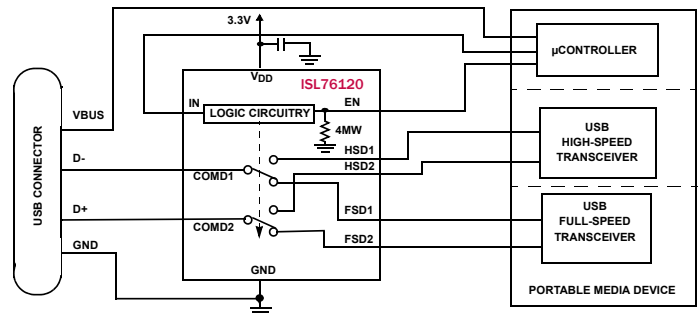 3.3V
VDD
ISL76120
IN
LOGIC CIRCUITRY
EN
4MW
µCONTROLLER
USB CONNECTOR
VBUS
D-
D+
GND
COMD1
COMD2
HSD1
HSD2
FSD1
FSD2
GND
USB
HIGH-SPEED
TRANSCEIVER
USB
FULL-SPEED
TRANSCEIVER
PORTABLE MEDIA DEVICE